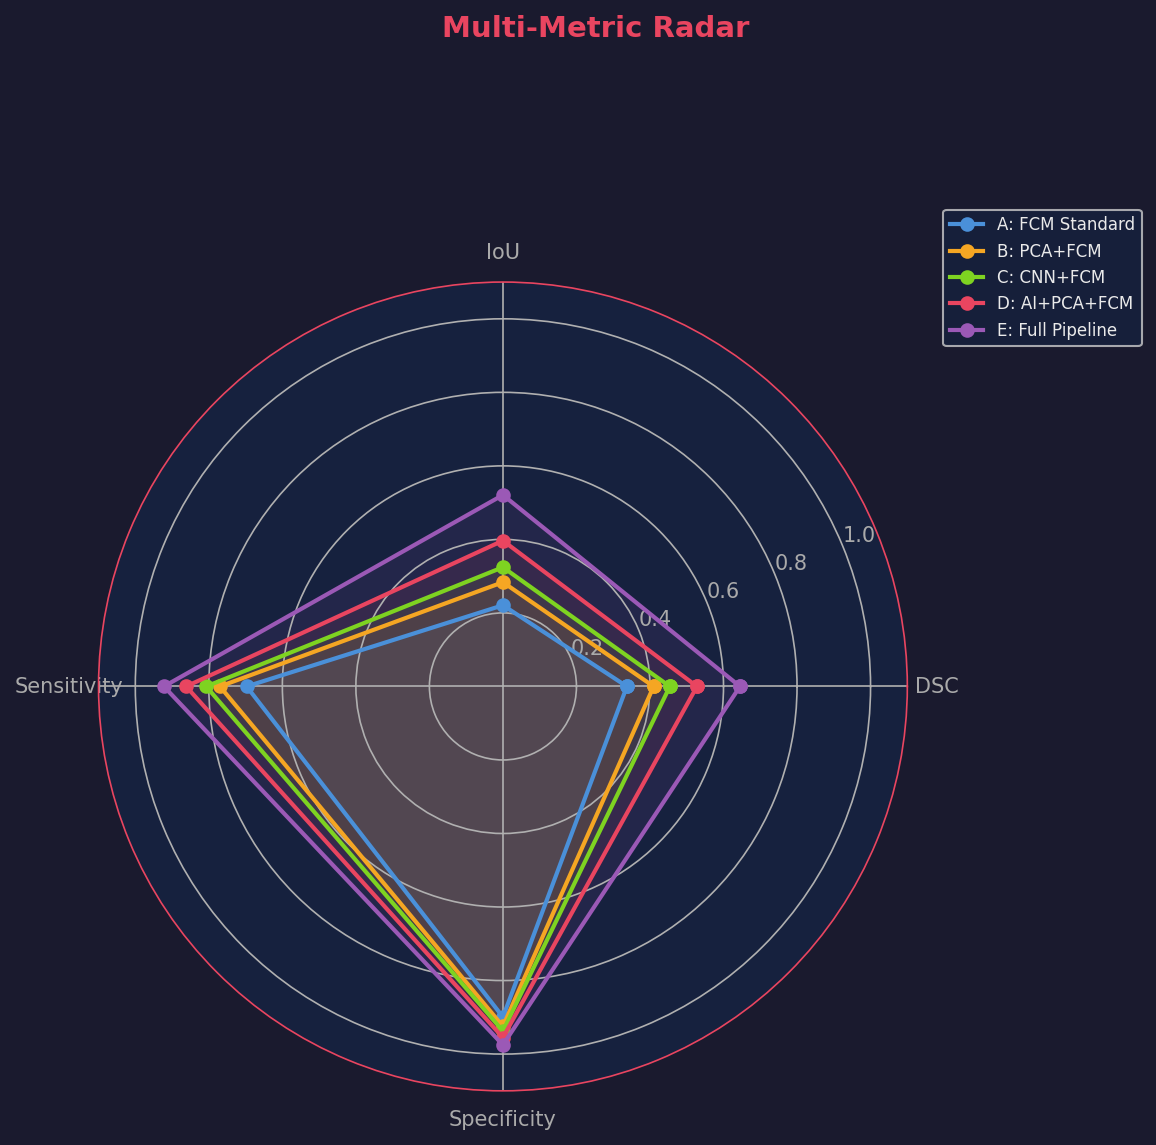 Multi-Metric Radar
A: FCM Standard
B: PCA+FCM
C: CNN+FCM
D: AI+PCA+FCM
E: Full Pipeline
IoU
1.0
0.8
0.6
0.4
0.2
Sensitivity
DSC
Specificity